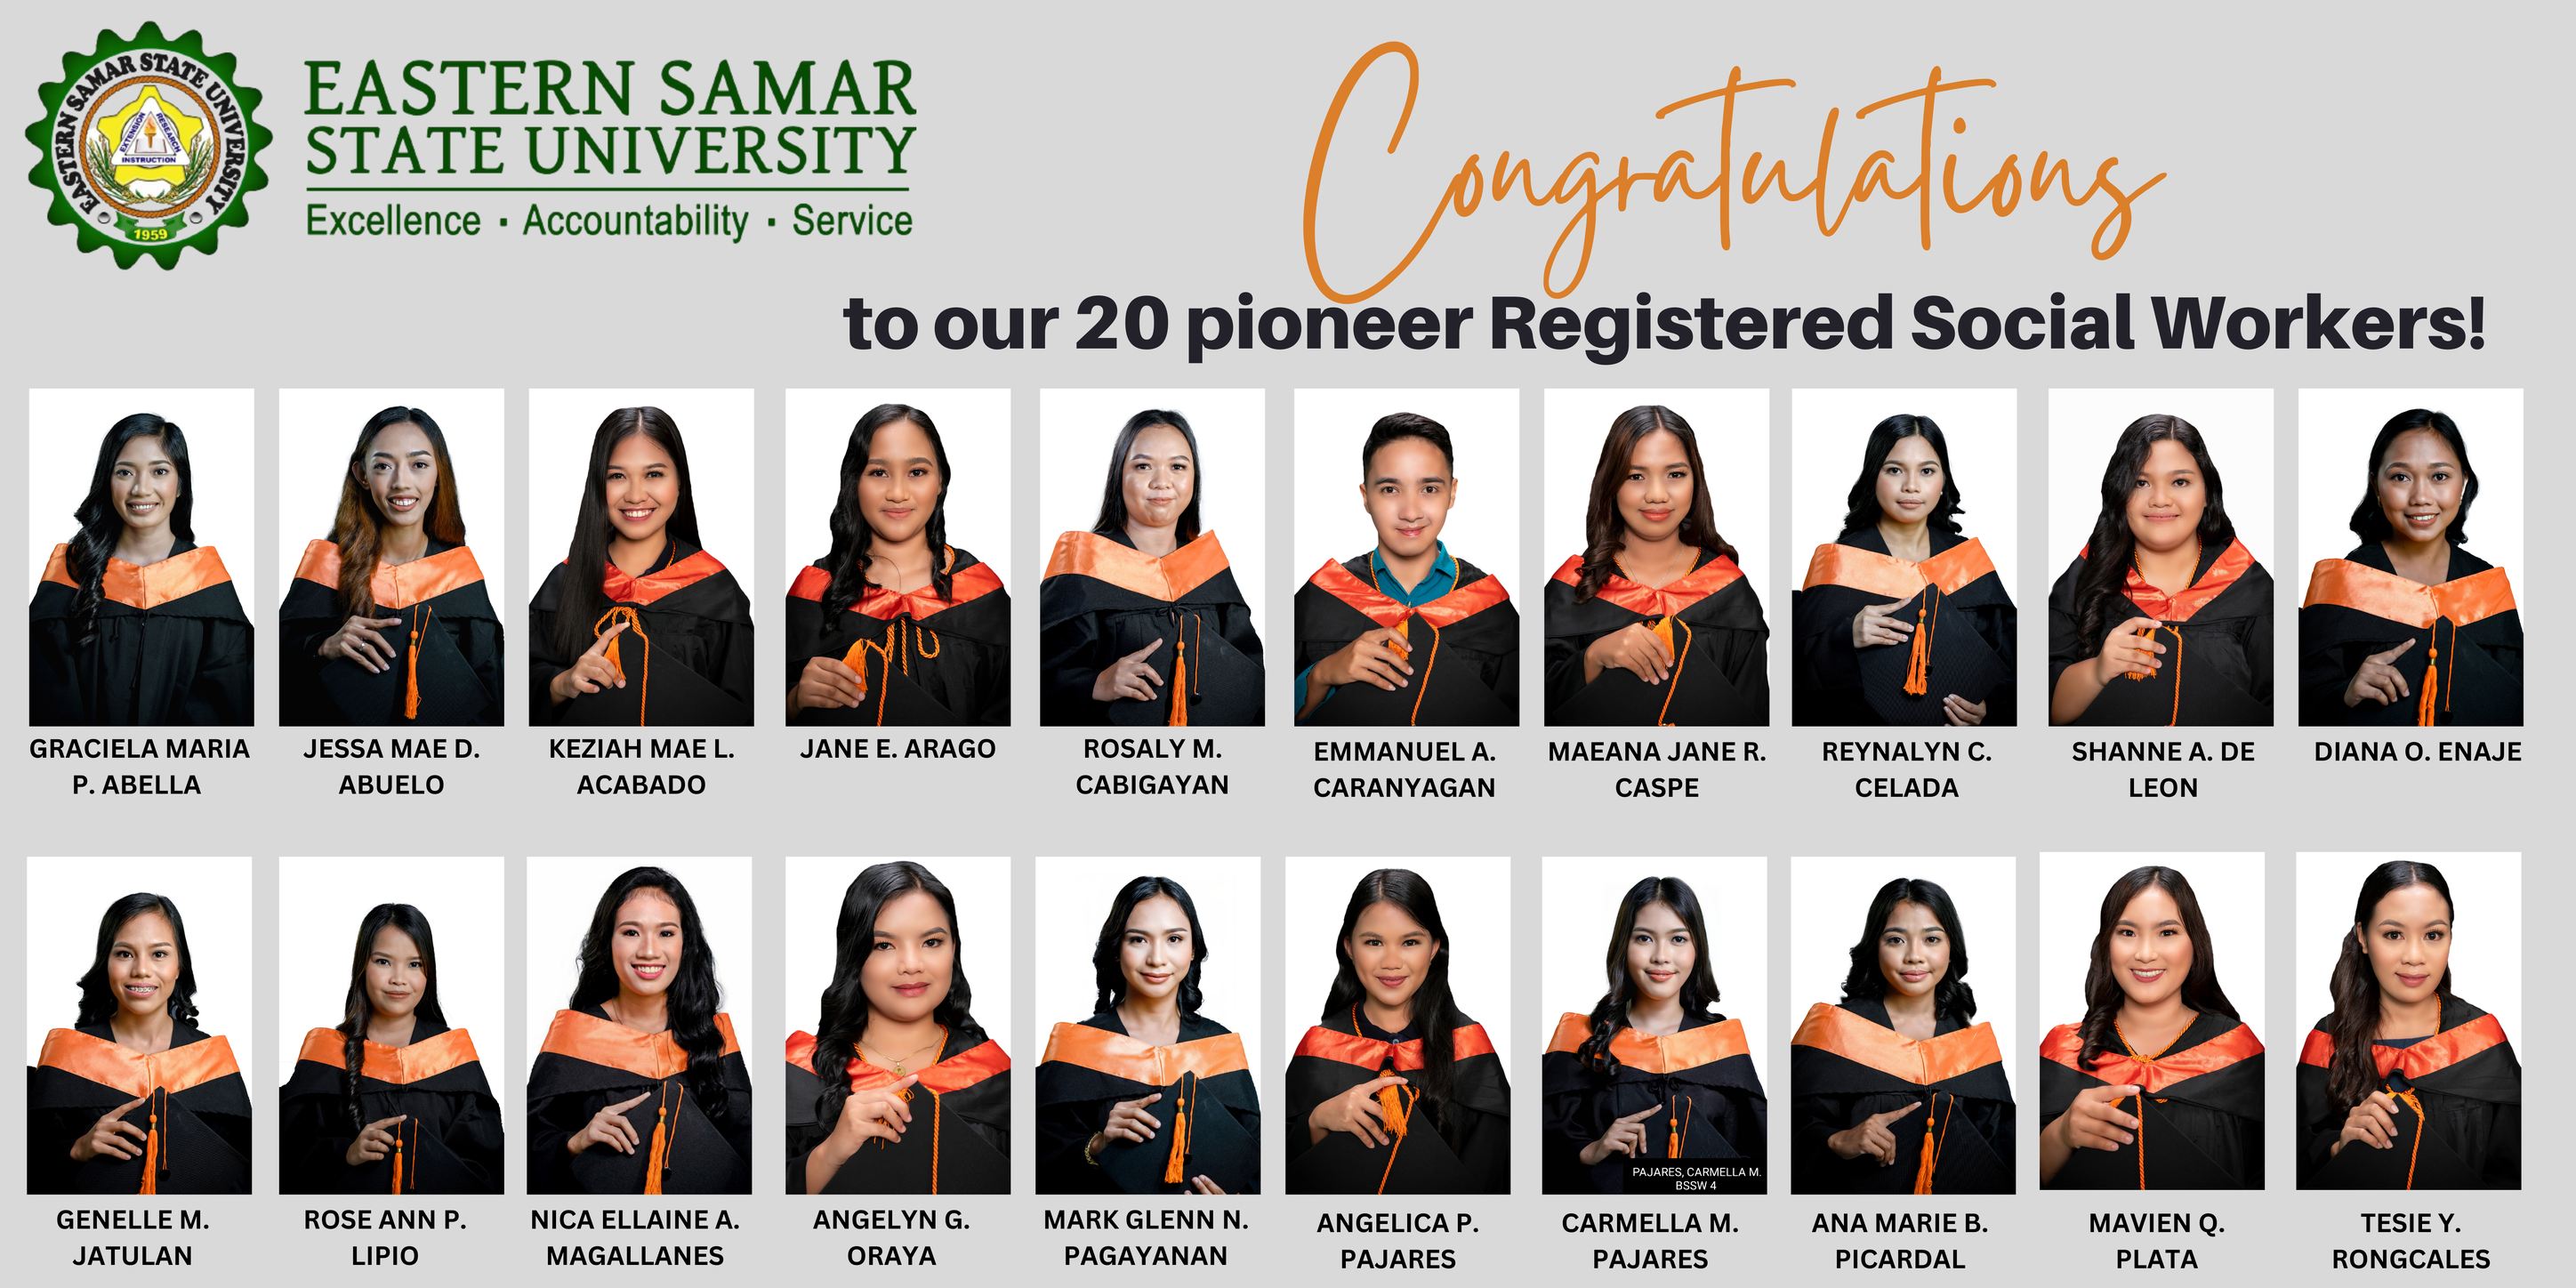 EASTERN SAMAR STATE UNIVERSITY
EXTENSION
RESEARCH
INSTRUCTION
1959
EASTERN SAMAR
STATE UNIVERSITY
Excellence · Accountability · Service
Congratulations
to our 20 pioneer Registered Social Workers!
GRACIELA MARIA
P. ABELLA
JESSA MAE D.
ABUELO
KEZIAH MAE L.
ACABADO
JANE E. ARAGO
ROSALY M.
CABIGAYAN
EMMANUEL A.
CARANYAGAN
MAEANA JANE R.
CASPE
REYNALYN C.
CELADA
SHANNE A. DE
LEON
DIANA O. ENAJE
PAJARES, CARMELLA M.
BSSW 4
GENELLE M.
JATULAN
ROSE ANN P.
LIPIO
NICA ELLAINE A.
MAGALLANES
ANGELYN G.
ORAYA
MARK GLENN N.
PAGAYANAN
ANGELICA P.
PAJARES
CARMELLA M.
PAJARES
ANA MARIE B.
PICARDAL
MAVIEN Q.
PLATA
TESIE Y.
RONGCALES